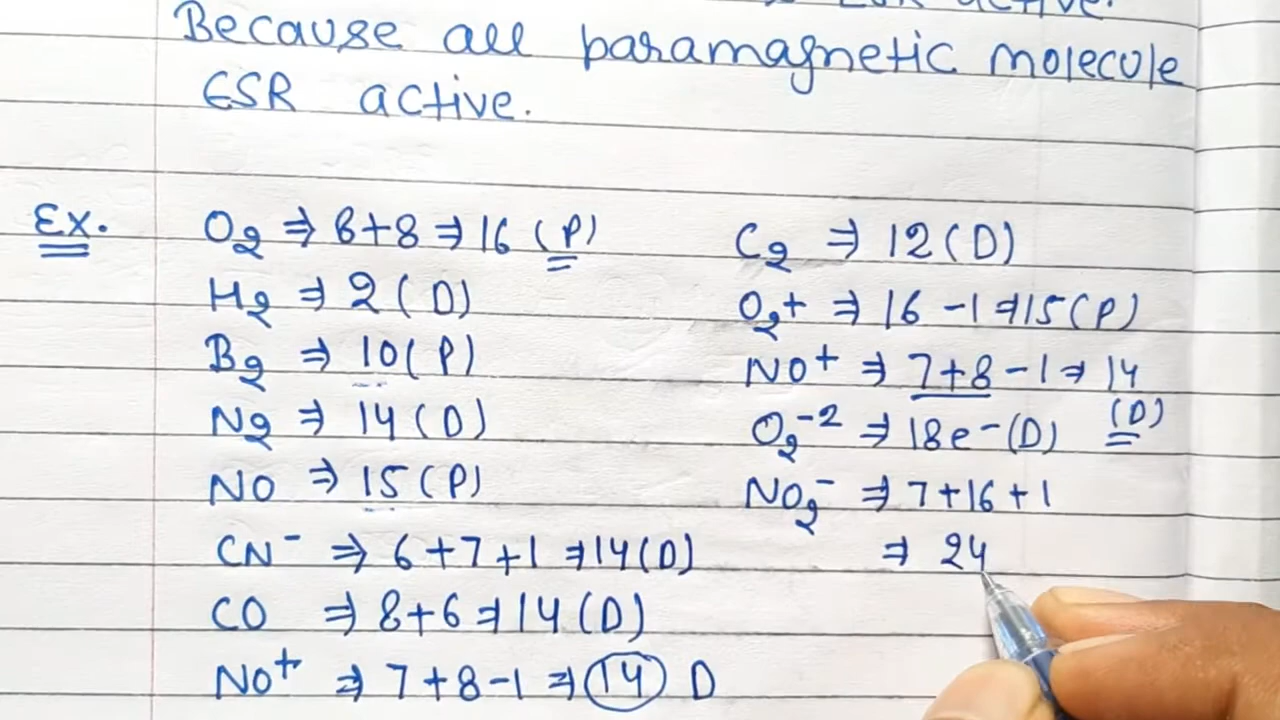 active.
Because all paramagnetic molecule
ESR active.
Ex. O₂ ⇒ 8+8 ⇒ 16 (P)
H₂ ⇒ 2 (D)
B₂ ⇒ 10 (P)
N₂ ⇒ 14 (D)
NO ⇒ 15 (P)
CN⁻ ⇒ 6+7+1 ⇒ 14 (D)
CO ⇒ 8+6 ⇒ 14 (D)
NO⁺ ⇒ 7+8-1 ⇒ 14 D
C₂ ⇒ 12 (D)
O₂⁺ ⇒ 16-1 ⇒ 15 (P)
NO⁺ ⇒ 7+8-1 ⇒ 14
(D)
O₂⁻² ⇒ 18e⁻ (D)
NO₂⁻ ⇒ 7+16+1
⇒ 24